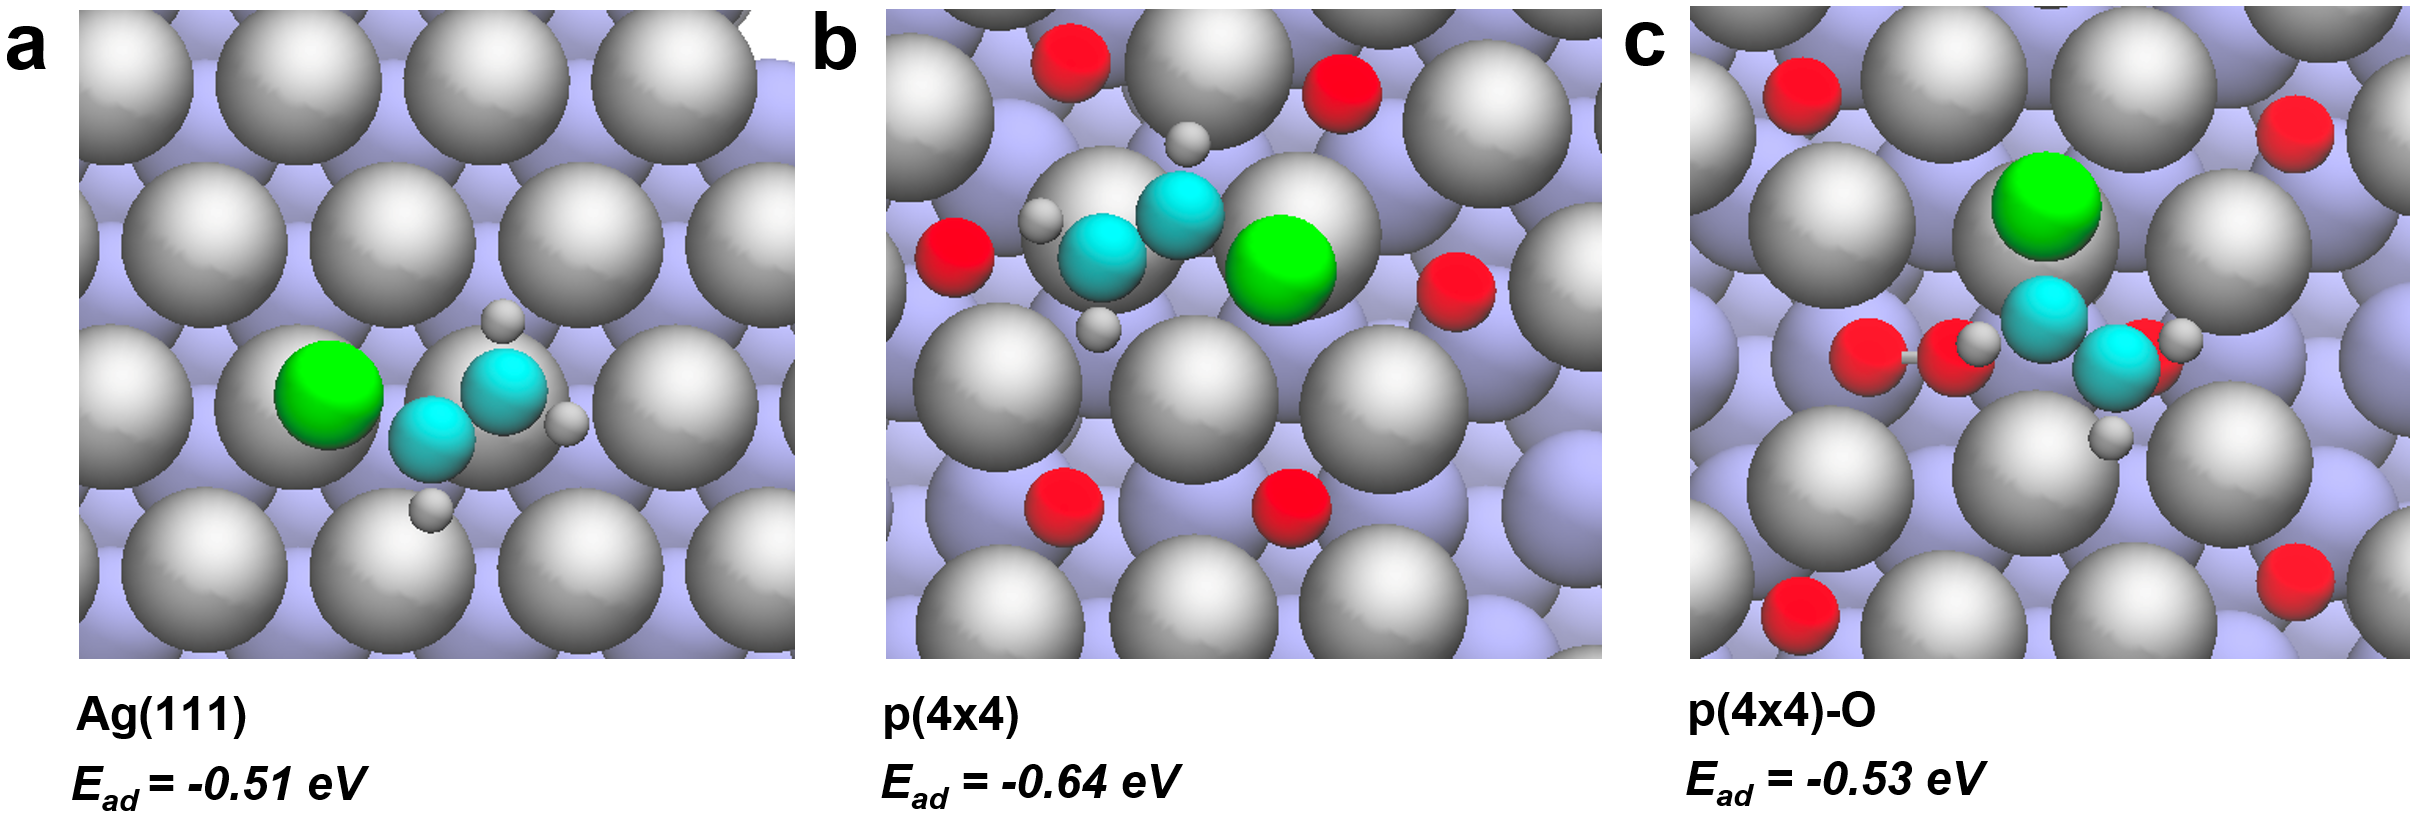 a
b
c
Ag(111)
E_ad = -0.51 eV
p(4x4)
E_ad = -0.64 eV
p(4x4)-O
E_ad = -0.53 eV